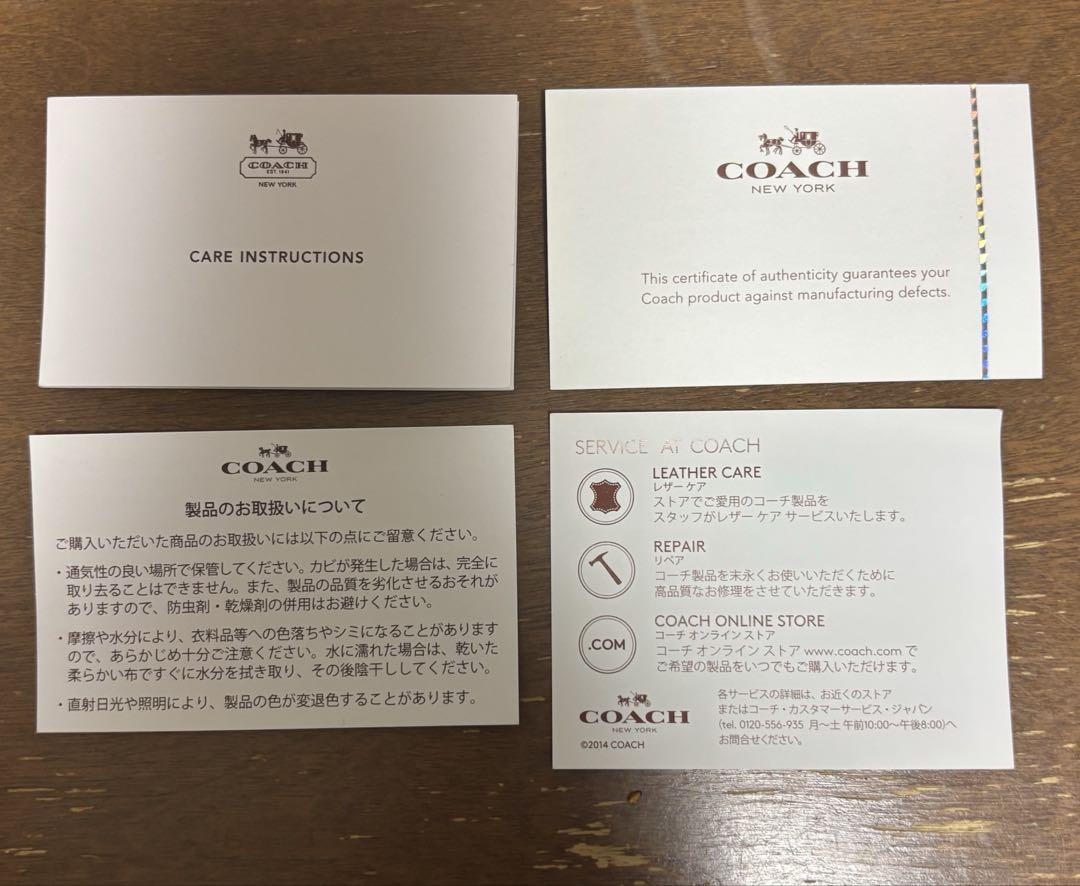 COACH
EST. 1941
NEW YORK
CARE INSTRUCTIONS
COACH
NEW YORK
This certificate of authenticity guarantees your
Coach product against manufacturing defects.
COACH
NEW YORK
製品のお取扱いについて
ご購入いただいた商品のお取扱いには以下の点にご留意ください。
・通気性の良い場所で保管してください。カビが発生した場合は、完全に
取り去ることはできません。また、製品の品質を劣化させるおそれが
ありますので、防虫剤・乾燥剤の併用はお避けください。
・摩擦や水分により、衣料品等への色落ちやシミになることがあります
ので、あらかじめ十分ご注意ください。水に濡れた場合は、乾いた
柔らかい布ですぐに水分を拭き取り、その後陰干ししてください。
・直射日光や照明により、製品の色が変退色することがあります。
SERVICE AT COACH
LEATHER CARE
レザー ケア
ストアでご愛用のコーチ製品を
スタッフがレザー ケア サービスいたします。
REPAIR
リペア
コーチ製品を末永くお使いいただくために
高品質なお修理をさせていただきます。
.COM
COACH ONLINE STORE
コーチ オンライン ストア
コーチ オンライン ストア www.coach.com で
ご希望の製品をいつでもご購入いただけます。
COACH
NEW YORK
©2014 COACH
各サービスの詳細は、お近くのストア
またはコーチ・カスタマーサービス・ジャパン
(tel. 0120-556-935 月～土 午前10:00～午後8:00)へ
お問合せください。